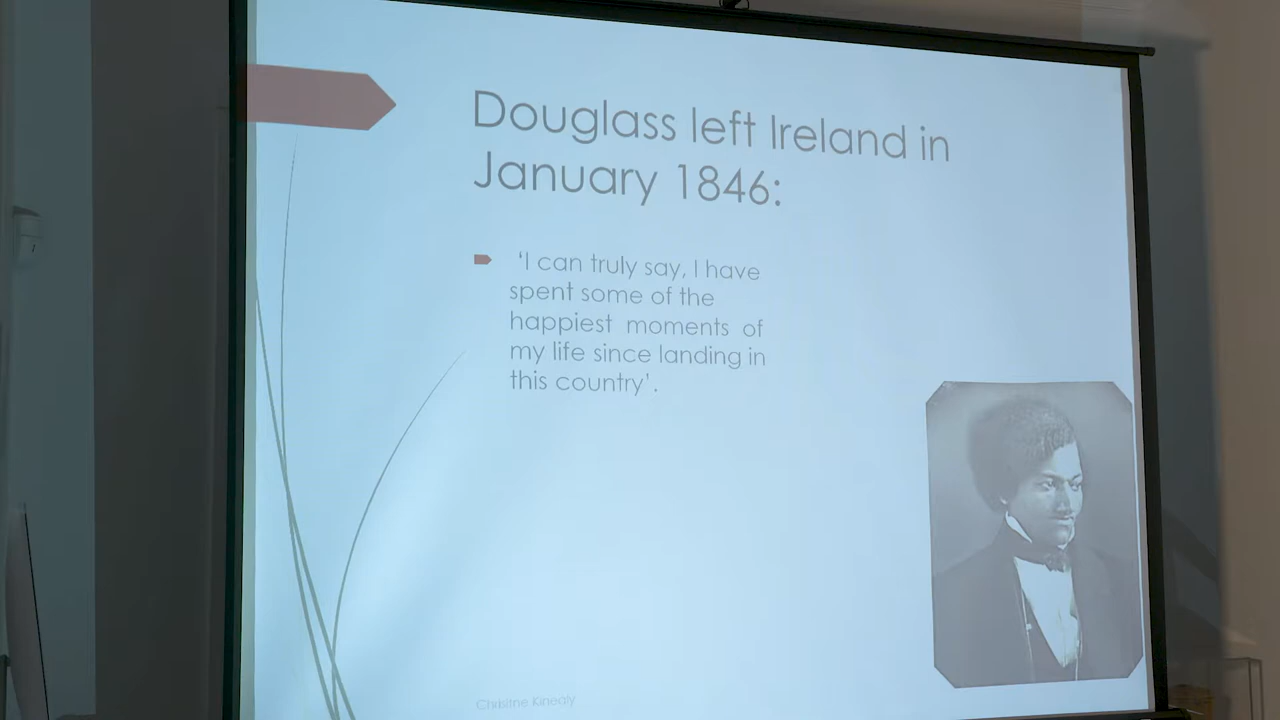 Douglass left Ireland in
January 1846:
‘I can truly say, I have
spent some of the
happiest moments of
my life since landing in
this country’.
Chrisitne Kinealy